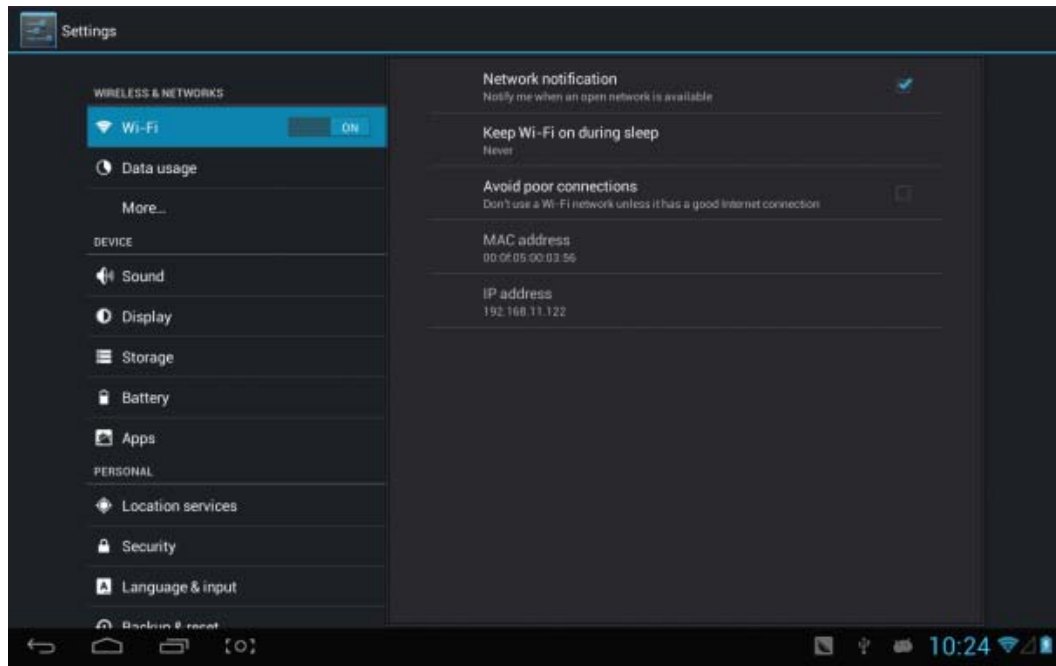 Settings
WIRELESS & NETWORKS
Wi-Fi
ON
Data usage
More...
DEVICE
Sound
Display
Storage
Battery
Apps
PERSONAL
Location services
Security
Language & input
Backup & reset
Network notification
Notify me when an open network is available
Keep Wi-Fi on during sleep
Never
Avoid poor connections
Don't use a Wi-Fi network unless it has a good Internet connection
MAC address
00:0f:05:00:03:56
IP address
192.168.11.122
10:24